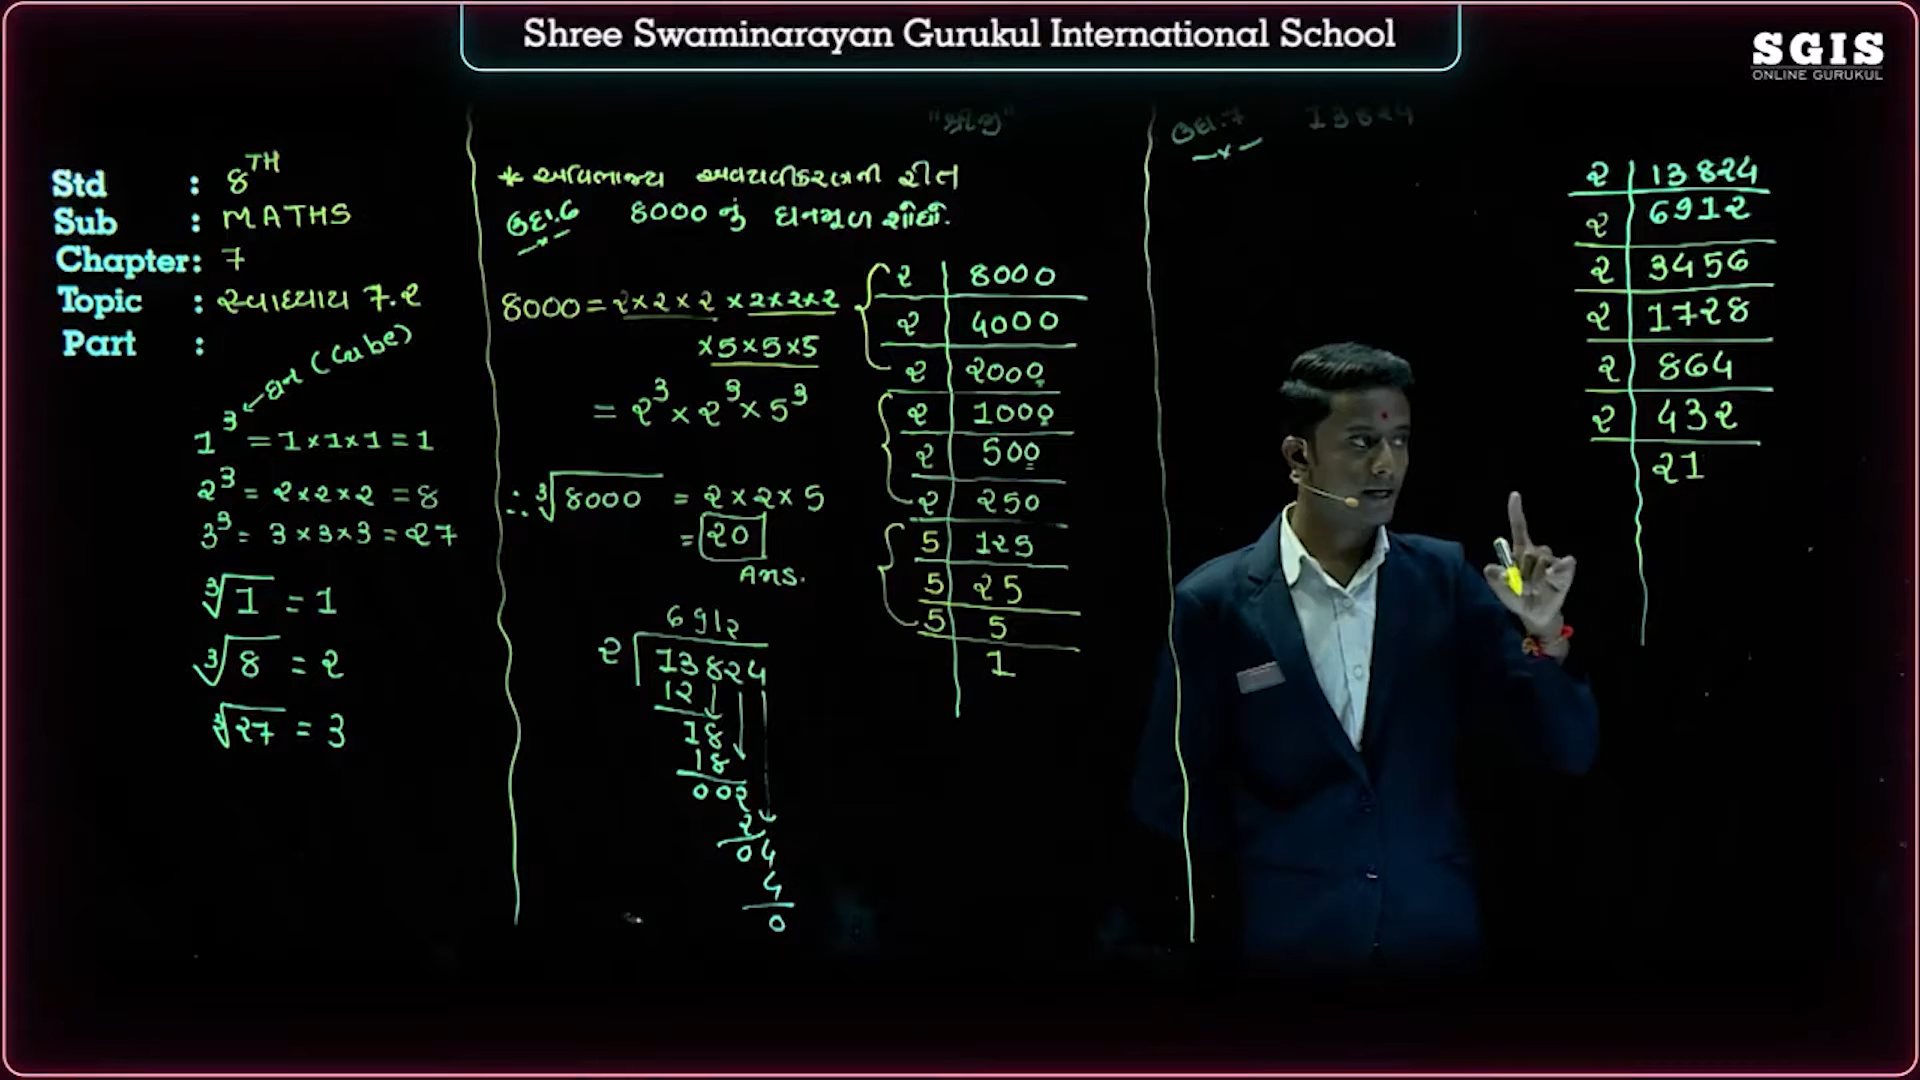 Shree Swaminarayan Gurukul International School
SGIS
ONLINE GURUKUL
Std : 8TH
Sub : MATHS
Chapter: 7
Topic : સ્વાધ્યાય 7.૨
Part :
ઘન (Cube)
1³ = 1×1×1 = 1
૨³ = ૨×૨×૨ = 8
3³ = 3×3×3 = ૨7
∛1 = 1
∛8 = ૨
∛૨7 = 3
"શ્રીજી"
* અવિભાજ્ય અવયવીકરણની રીત
ઉદા.6 8000 નું ઘનમૂળ શોધો.
8000 = ૨×૨×૨ × ૨×૨×૨
×5×5×5
= ૨³ × ૨³ × 5³
∴ ∛8000 = ૨×૨×5
= ૨0
Ans.
૨ | 8000
૨ | 4000
૨ | ૨000
૨ | 1000
૨ | 500
૨ | ૨50
5 | 1૨5
5 | ૨5
5 | 5
1
691૨
૨ 138૨4
1૨
18
18
00૨
૨
04
4
0
ઉદા.7 138૨4
૨ | 138૨4
૨ | 691૨
૨ | 3456
૨ | 17૨8
૨ | 864
૨ | 43૨
૨1